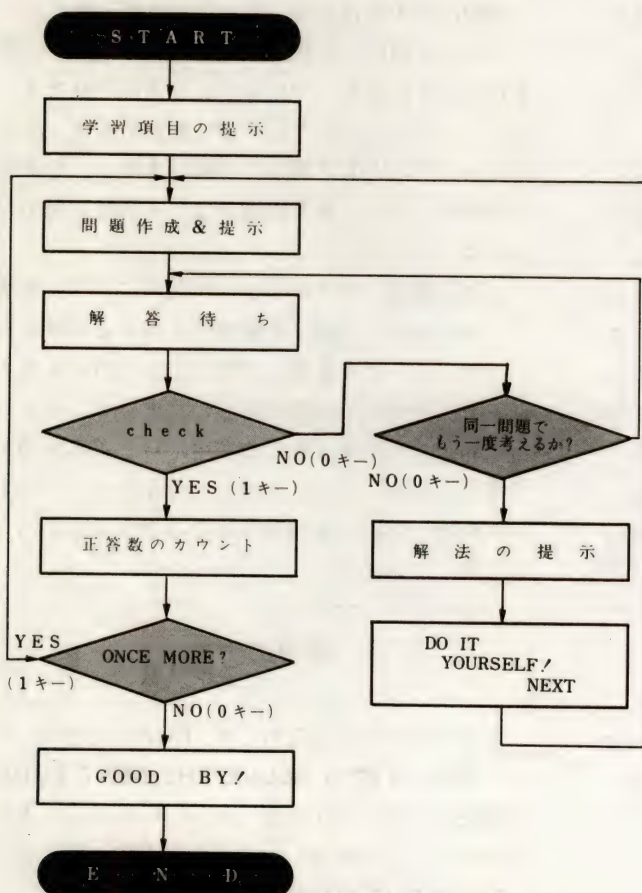 START
学習項目の提示
問題作成&提示
解答待ち
check
NO(0キー)
YES (1キー)
正答数のカウント
YES
(1キー)
ONCE MORE?
NO(0キー)
GOOD BY!
END
同一問題で
もう一度考えるか?
NO(0キー)
解法の提示
DO IT
YOURSELF!
NEXT